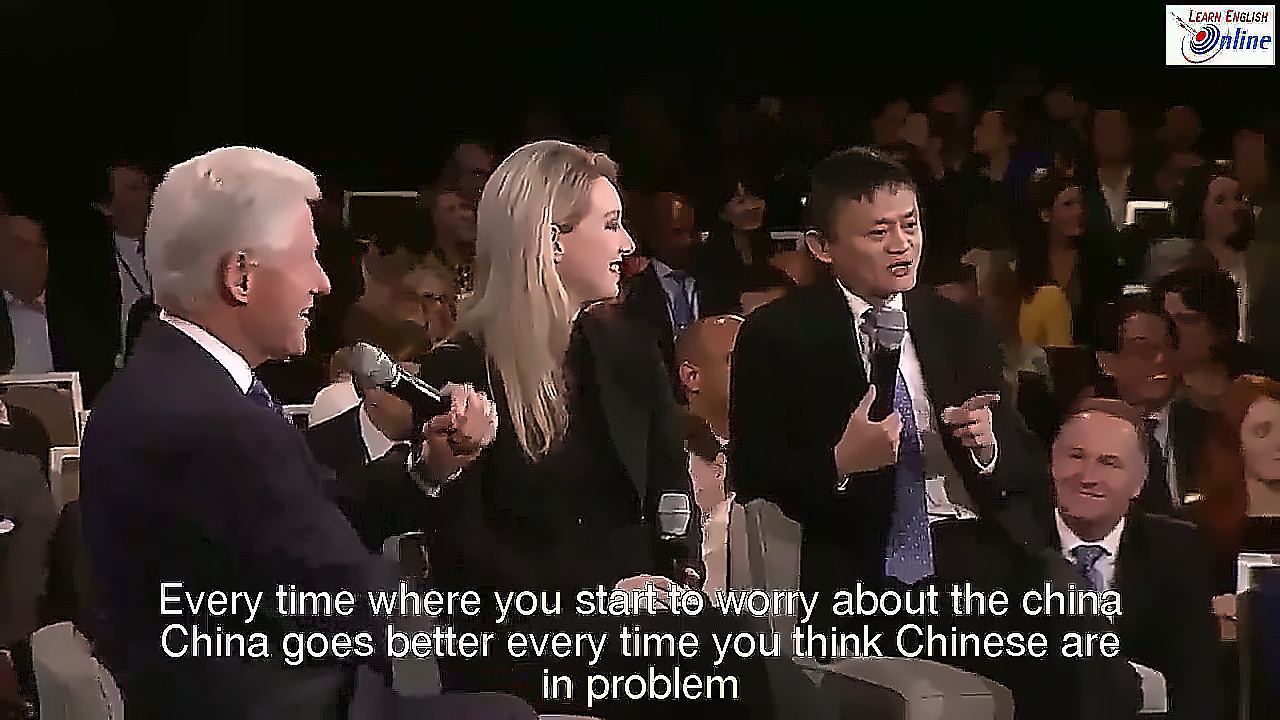 LEARN ENGLISH
Online
Every time where you start to worry about the china
China goes better every time you think Chinese are
in problem